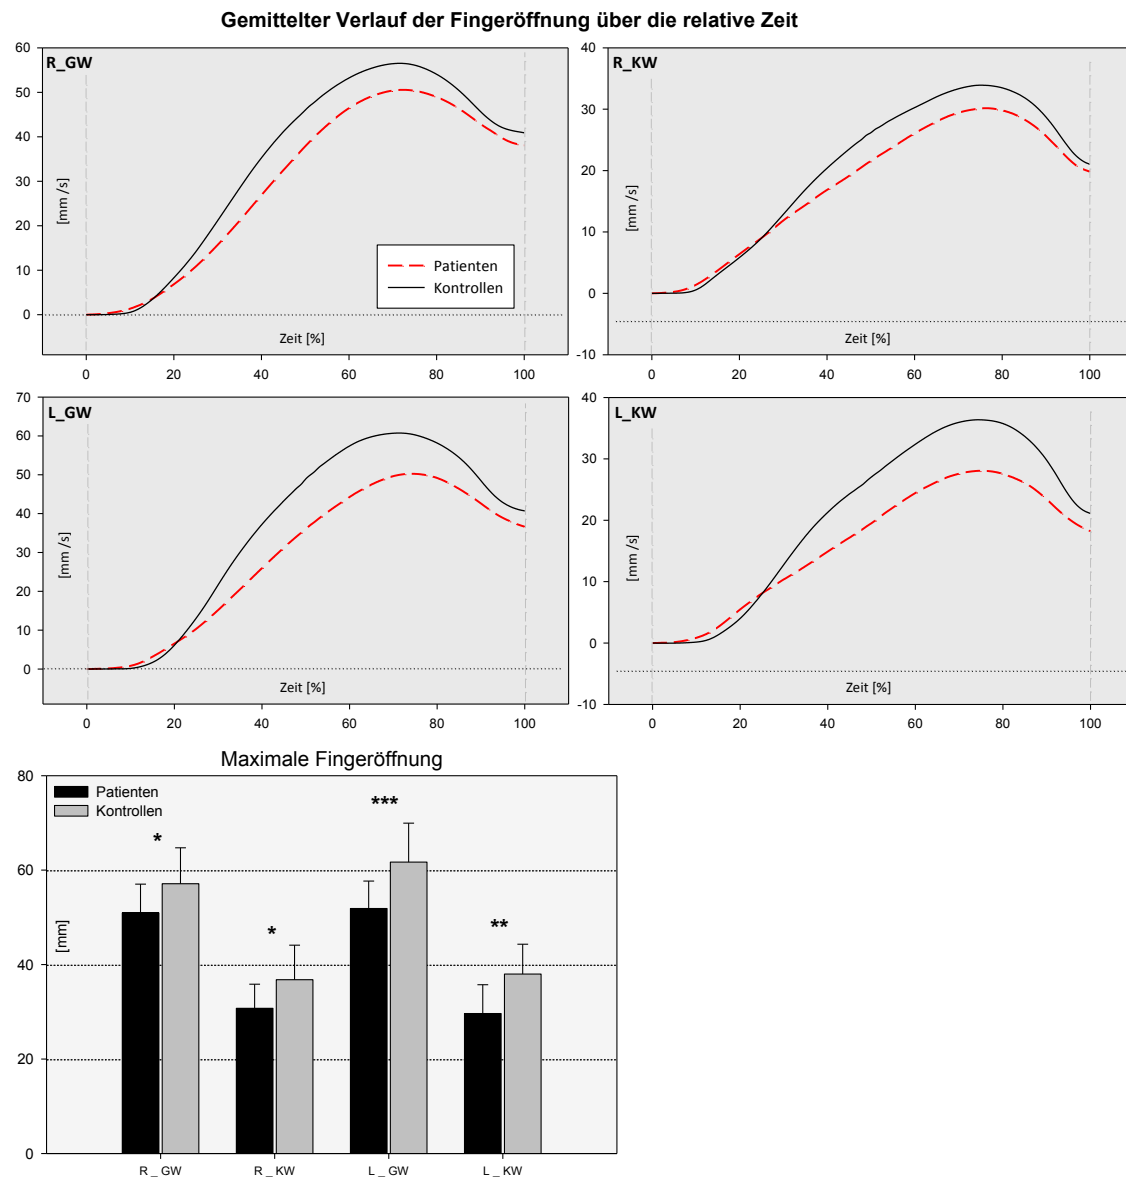 Gemittelter Verlauf der Fingeröffnung über die relative Zeit
R_GW
60
50
40
30
20
10
0
[mm /s]
Patienten
Kontrollen
Zeit [%]
0 20 40 60 80 100
R_KW
40
30
20
10
0
-10
[mm /s]
Zeit [%]
0 20 40 60 80 100
L_GW
70
60
50
40
30
20
10
0
[mm /s]
Zeit [%]
0 20 40 60 80 100
L_KW
40
30
20
10
0
-10
[mm /s]
Zeit [%]
0 20 40 60 80 100
Maximale Fingeröffnung
80
60
40
20
0
[mm]
Patienten
Kontrollen
* * *** **
R _ GW R _ KW L _ GW L _ KW